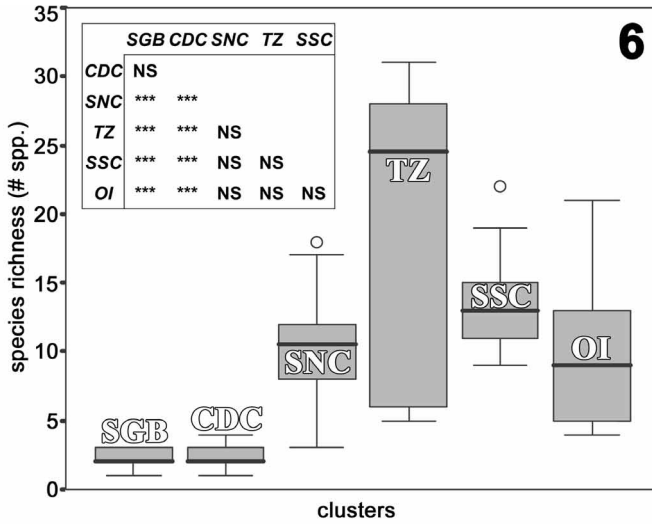 35
30
25
20
15
10
5
0
species richness (# spp.)
SGB CDC SNC TZ SSC
CDC NS
SNC *** ***
TZ *** *** NS
SSC *** *** NS NS
OI *** *** NS NS NS
6
SGB
CDC
SNC
TZ
SSC
OI
clusters